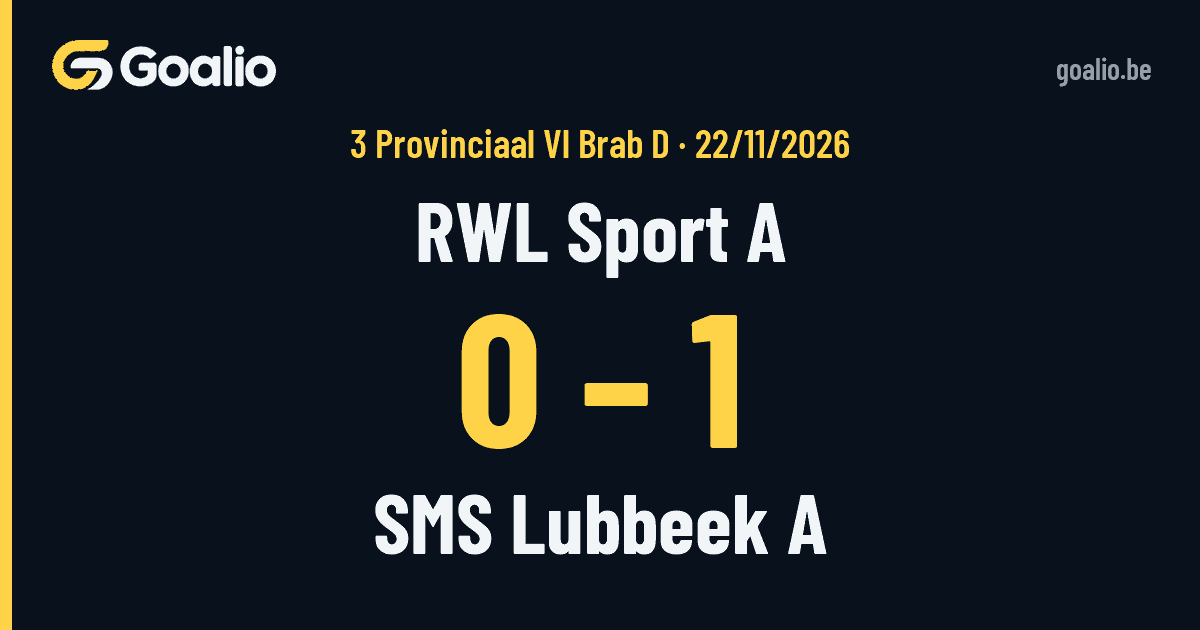 Goalio
goalio.be
3 Provinciaal Vl Brab D · 22/11/2026
RWL Sport A
0 – 1
SMS Lubbeek A